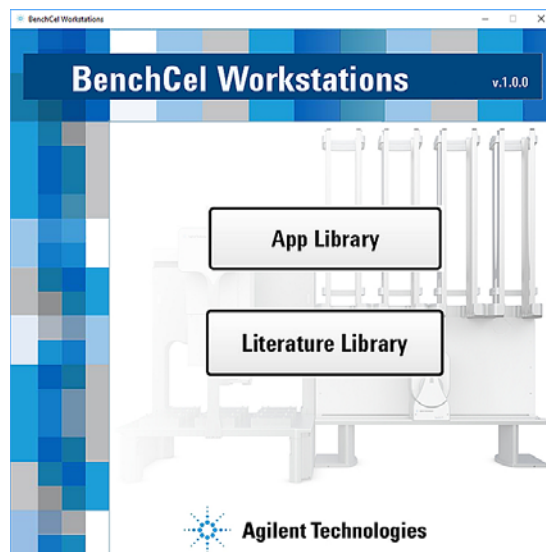 BenchCel Workstations
BenchCel Workstations
v.1.0.0
App Library
Literature Library
Agilent Technologies